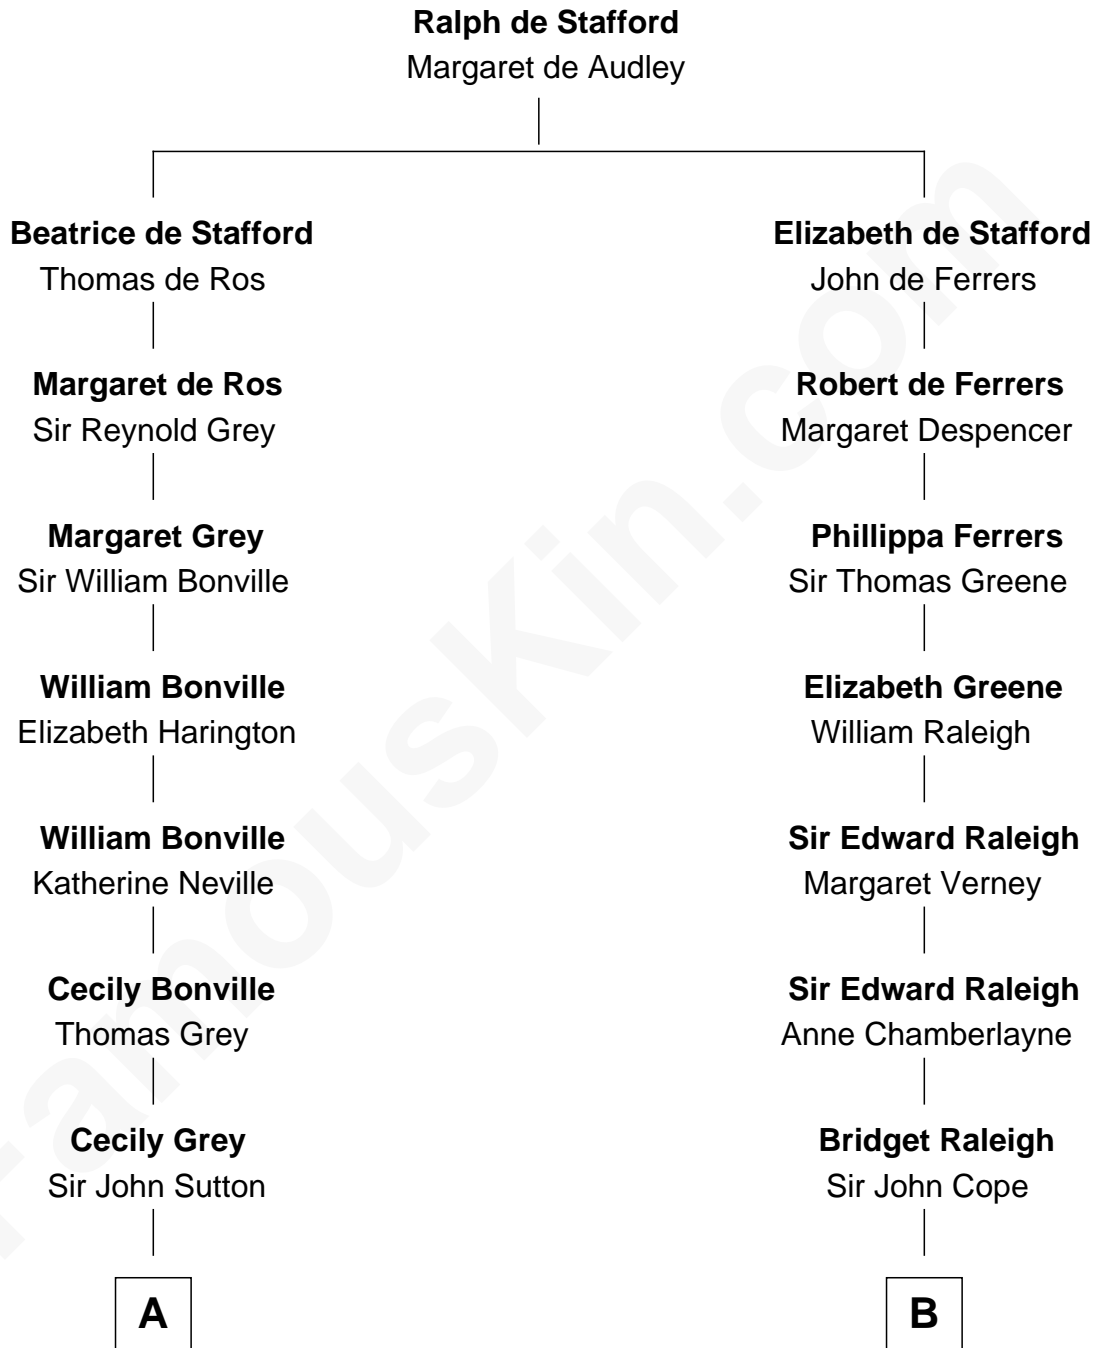 Ralph de Stafford
Margaret de Audley
Beatrice de Stafford
Thomas de Ros
Margaret de Ros
Sir Reynold Grey
Margaret Grey
Sir William Bonville
William Bonville
Elizabeth Harington
William Bonville
Katherine Neville
Cecily Bonville
Thomas Grey
Cecily Grey
Sir John Sutton
A
Elizabeth de Stafford
John de Ferrers
Robert de Ferrers
Margaret Despencer
Phillippa Ferrers
Sir Thomas Greene
Elizabeth Greene
William Raleigh
Sir Edward Raleigh
Margaret Verney
Sir Edward Raleigh
Anne Chamberlayne
Bridget Raleigh
Sir John Cope
B
FamousKin.com